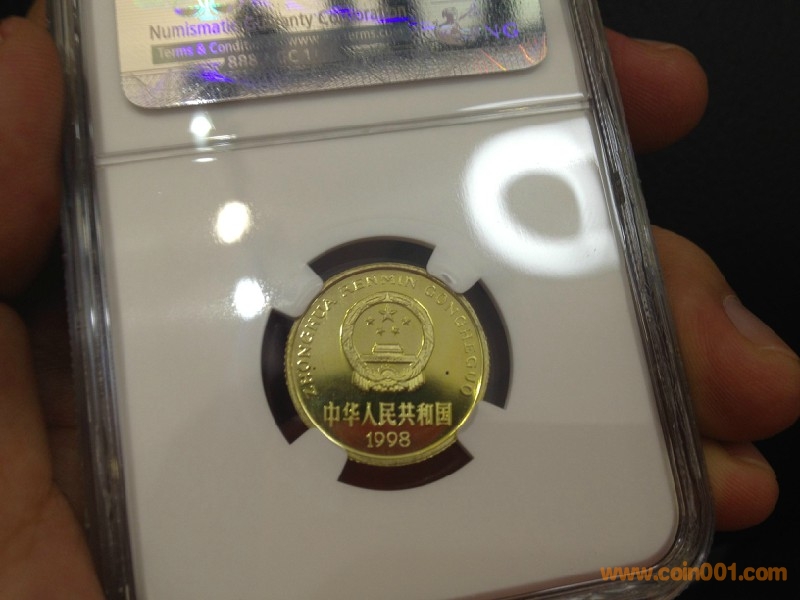 Numismatic Guaranty Corporation
Terms & Conditions www.
ZHONGHUA RENMIN GONGHEGUO
中华人民共和国
1998
www.coin001.com